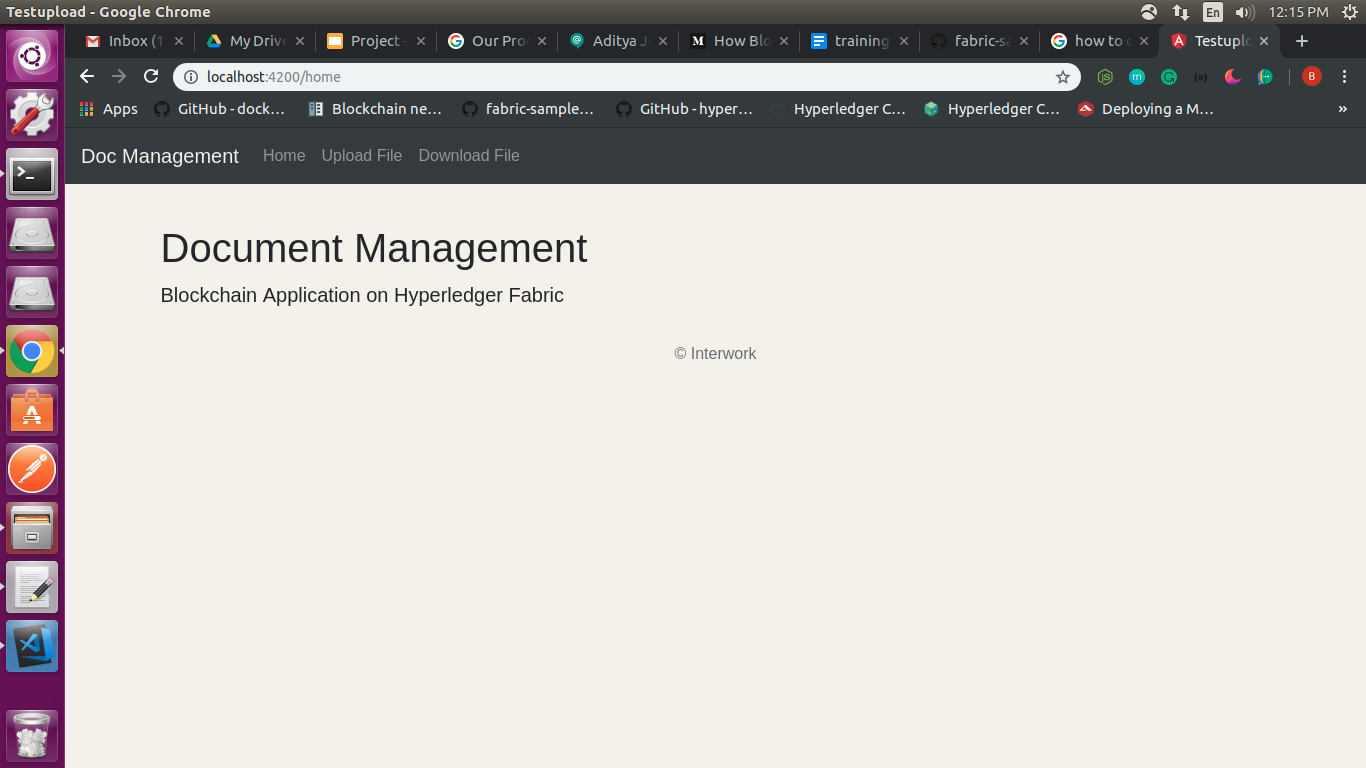 Testupload - Google Chrome
En
12:15 PM
Inbox (1
My Drive
Project -
Our Pro
Aditya J
How Blo
training
fabric-sa
how to
Testuplo
localhost:4200/home
B
Apps
GitHub - dock…
Blockchain ne…
fabric-sample…
GitHub - hyper…
Hyperledger C…
Hyperledger C…
Deploying a M…
»
Doc Management
Home
Upload File
Download File
Document Management
Blockchain Application on Hyperledger Fabric
© Interwork